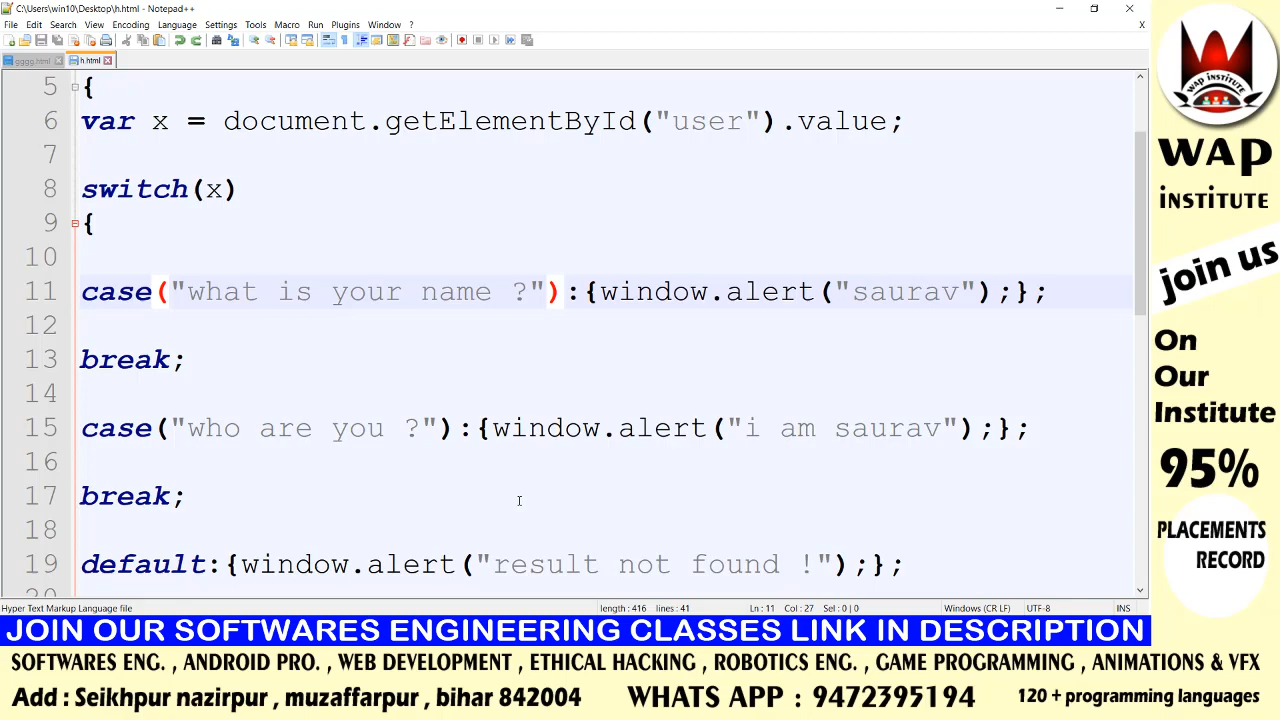 C:\Users\win10\Desktop\h.html - Notepad++
File Edit Search View Encoding Language Settings Tools Macro Run Plugins Window ?
X
gggg.html h.html
5 {
6 var x = document.getElementById("user").value;
7
8 switch(x)
9 {
10
11 case("what is your name ?"):{window.alert("saurav");};
12
13 break;
14
15 case("who are you ?"):{window.alert("i am saurav");};
16
17 break;
18
19 default:{window.alert("result not found !");};
20
Hyper Text Markup Language file length : 416 lines : 41 Ln : 11 Col : 27 Sel : 0 | 0 Windows (CR LF) UTF-8 INS
wap institute
wap
institute
join us
On
Our
Institute
95%
PLACEMENTS
RECORD
JOIN OUR SOFTWARES ENGINEERING CLASSES LINK IN DESCRIPTION
SOFTWARES ENG. , ANDROID PRO. , WEB DEVELOPMENT , ETHICAL HACKING , ROBOTICS ENG. , GAME PROGRAMMING , ANIMATIONS & VFX
Add : Seikhpur nazirpur , muzaffarpur , bihar 842004 WHATS APP : 9472395194 120 + programming languages